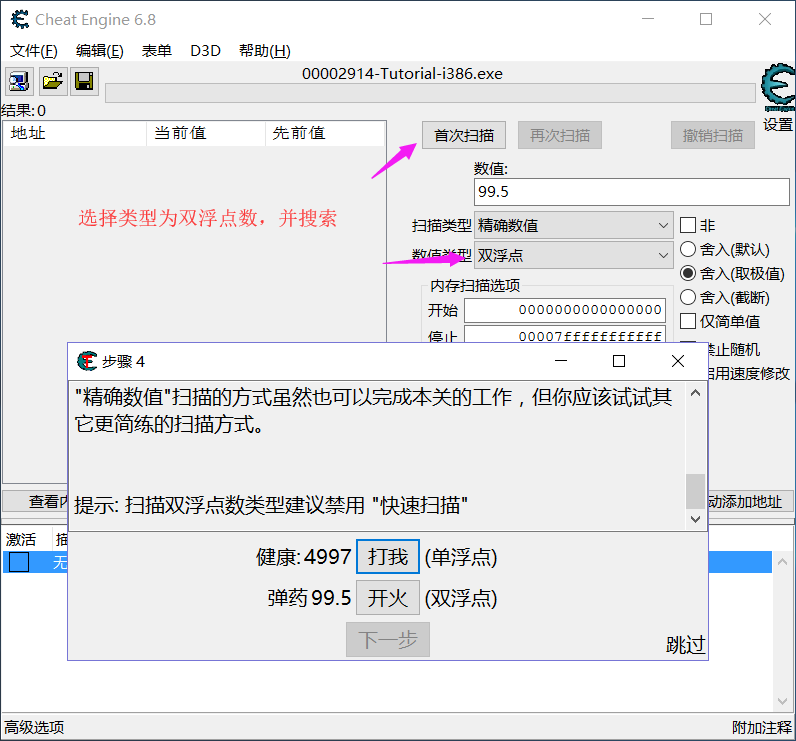 Cheat Engine 6.8
文件(F) 编辑(E) 表单 D3D 帮助(H)
00002914-Tutorial-i386.exe
结果:0
设置
地址 当前值 先前值
首次扫描 再次扫描 撤销扫描
数值:
99.5
选择类型为双浮点数，并搜索
扫描类型 精确数值 非
数值类型 双浮点 舍入(默认)
舍入(取极值)
内存扫描选项
舍入(截断)
开始 0000000000000000
仅简单值
停止 00007fffffffffff
禁止随机
启用速度修改
步骤 4
"精确数值"扫描的方式虽然也可以完成本关的工作，但你应该试试其
它更简练的扫描方式。
提示: 扫描双浮点数类型建议禁用 "快速扫描"
查看内
动添加地址
激活 描
无
健康: 4997 打我 (单浮点)
弹药 99.5 开火 (双浮点)
下一步
跳过
高级选项 附加注释